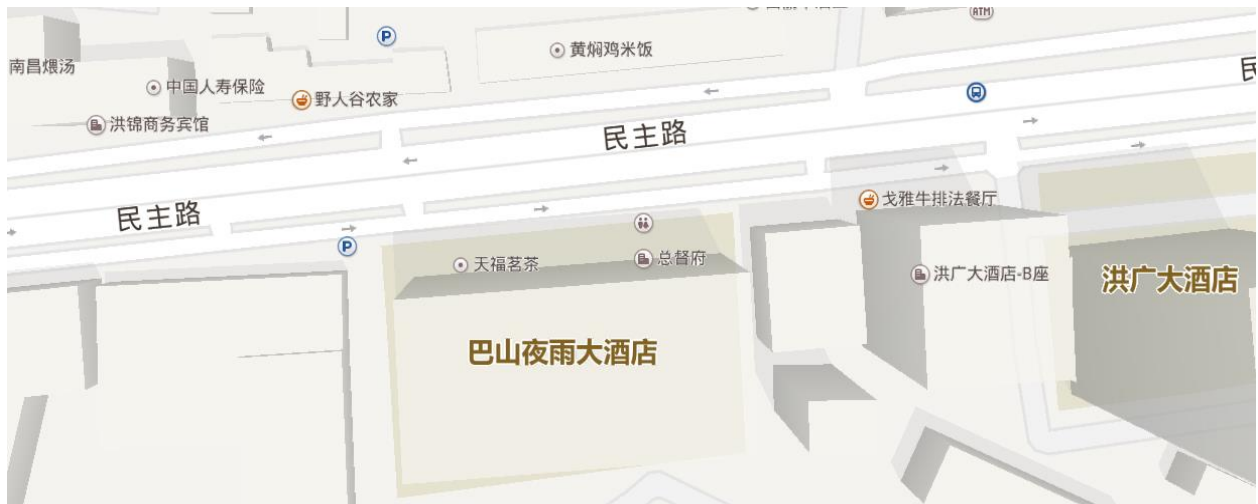 ATM
黄焖鸡米饭
南昌煨汤
中国人寿保险
P
野人谷农家
洪锦商务宾馆
民主路
民主路
戈雅牛排法餐厅
P
天福茗茶
总督府
洪广大酒店-B座
洪广大酒店
巴山夜雨大酒店